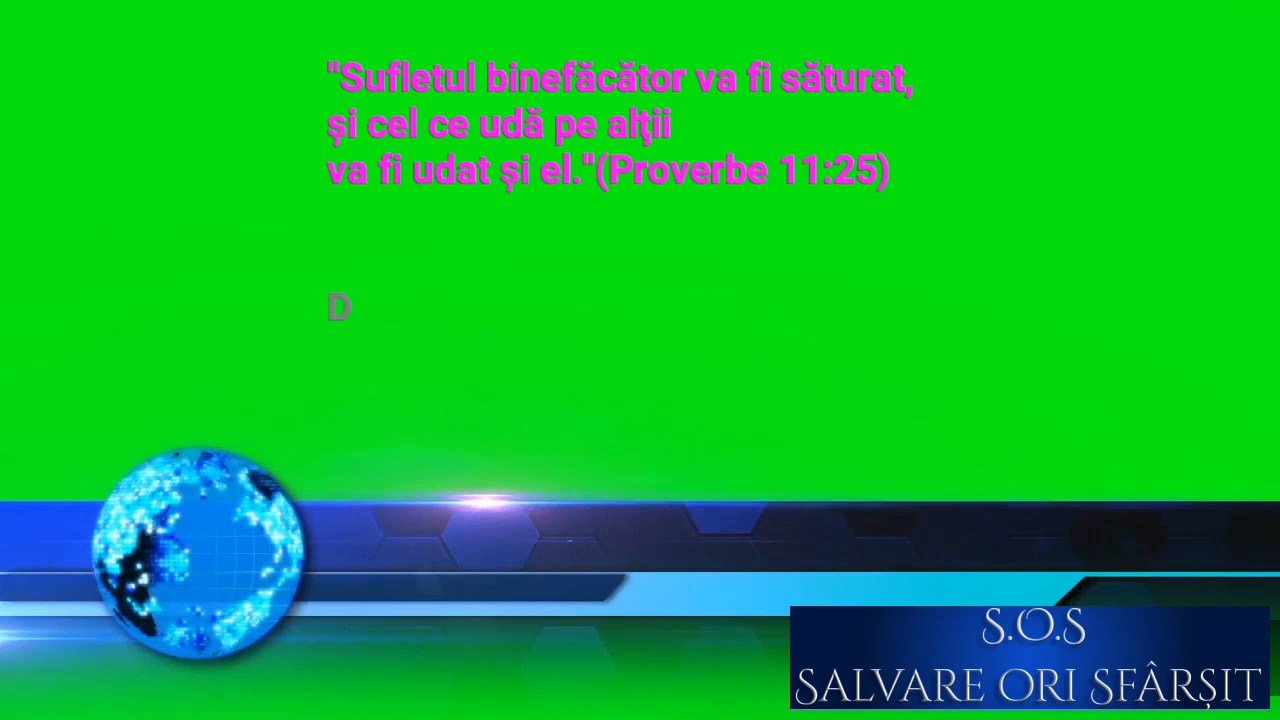 "Sufletul binefăcător va fi săturat,
și cel ce udă pe alţii
va fi udat și el."(Proverbe 11:25)
D
S.O.S
SALVARE ORI SFÂRȘIT